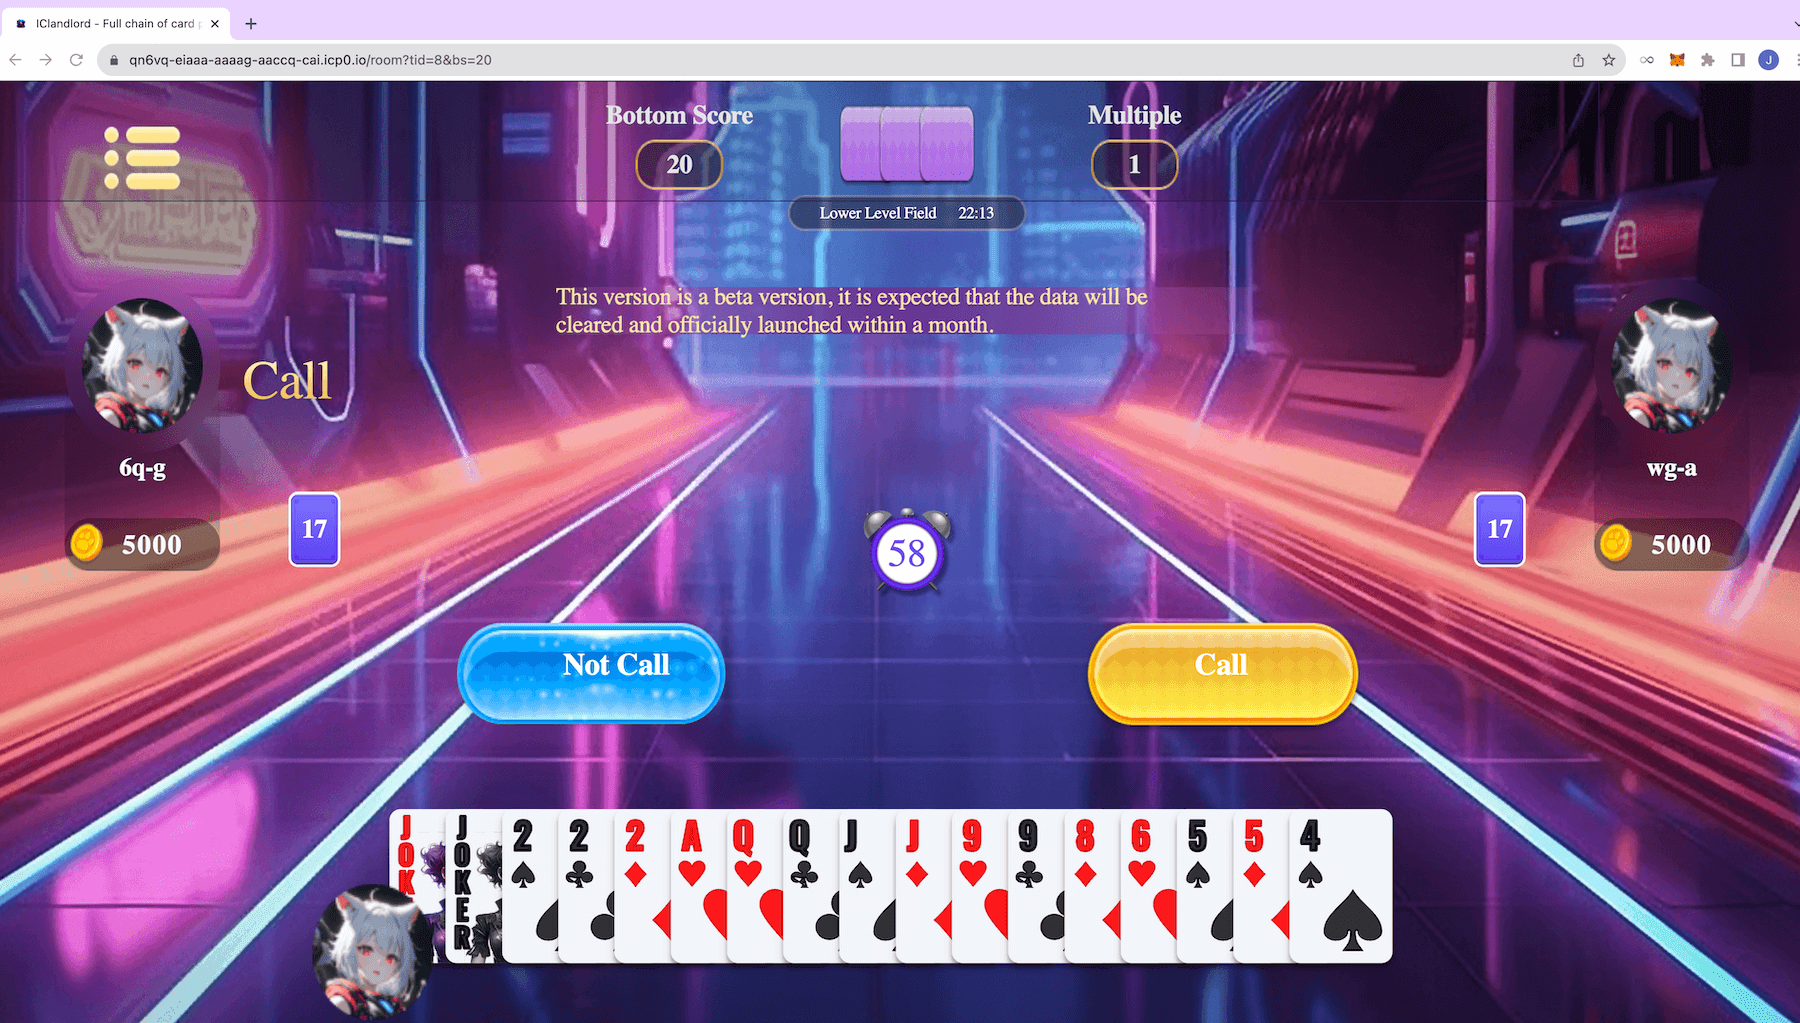 IClandlord - Full chain of card
qn6vq-eiaaa-aaaag-aaccq-cai.icp0.io/room?tid=8&bs=20
J
Bottom Score
Multiple
20
1
Lower Level Field 22:13
This version is a beta version, it is expected that the data will be
cleared and officially launched within a month.
Call
6q-g
wg-a
17
17
5000
5000
58
Not Call
Call
JOK JOKER 2 2 2 A Q Q J J 9 9 8 6 5 5 4